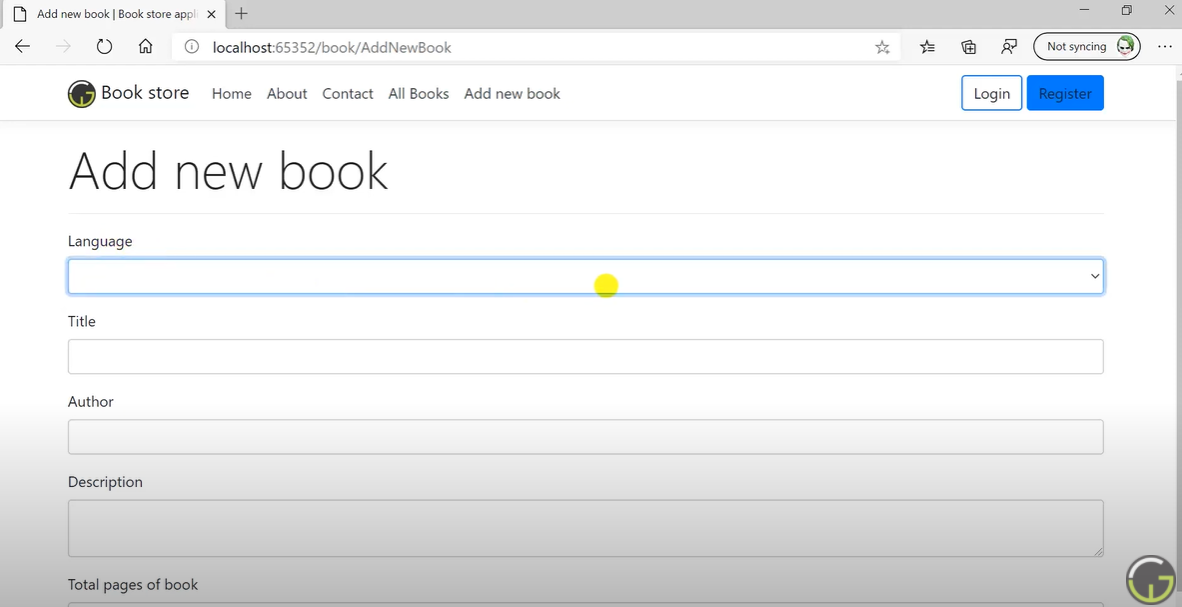 Add new book | Book store appl
localhost:65352/book/AddNewBook
Not syncing
Book store
Home
About
Contact
All Books
Add new book
Login
Register
Add new book
Language
Title
Author
Description
Total pages of book